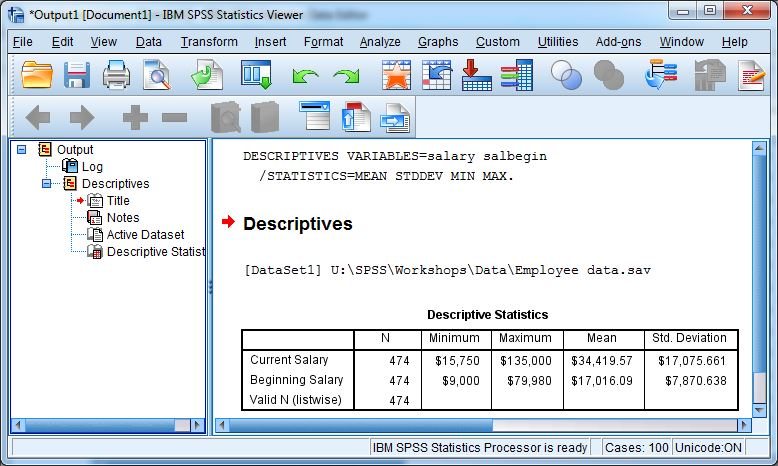 *Output1 [Document1] - IBM SPSS Statistics Viewer
File Edit View Data Transform Insert Format Analyze Graphs Custom Utilities Add-ons Window Help
Output
Log
Descriptives
Title
Notes
Active Dataset
Descriptive Statist
DESCRIPTIVES VARIABLES=salary salbegin
/STATISTICS=MEAN STDDEV MIN MAX.
Descriptives
[DataSet1] U:\SPSS\Workshops\Data\Employee data.sav
Descriptive Statistics
N Minimum Maximum Mean Std. Deviation
Current Salary 474 $15,750 $135,000 $34,419.57 $17,075.661
Beginning Salary 474 $9,000 $79,980 $17,016.09 $7,870.638
Valid N (listwise) 474
IBM SPSS Statistics Processor is ready Cases: 100 Unicode:ON